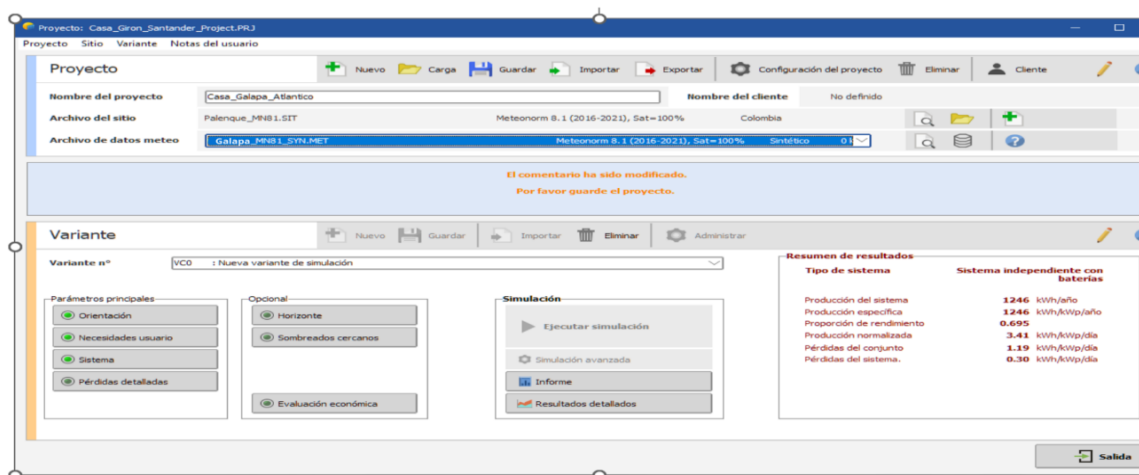 Proyecto: Casa_Giron_Santander_Project.PRJ
Proyecto Sitio Variante Notas del usuario
Proyecto Nuevo Carga Guardar Importar Exportar Configuración del proyecto Eliminar Cliente
Nombre del proyecto Casa_Galapa_Atlantico Nombre del cliente No definido
Archivo del sitio Palenque_MN81.SIT Meteonorm 8.1 (2016-2021), Sat=100% Colombia
Archivo de datos meteo Galapa_MN81_SYN.MET Meteonorm 8.1 (2016-2021), Sat=100% Sintético 0
El comentario ha sido modificado.
Por favor guarde el proyecto.
Variante Nuevo Guardar Importar Eliminar Administrar
Variante n° VC0 : Nueva variante de simulación
Parámetros principales
Orientación
Necesidades usuario
Sistema
Pérdidas detalladas
Opcional
Horizonte
Sombreados cercanos
Evaluación económica
Simulación
Ejecutar simulación
Simulación avanzada
Informe
Resultados detallados
Resumen de resultados
Tipo de sistema Sistema independiente con
baterías
Producción del sistema 1246 kWh/año
Producción específica 1246 kWh/kWp/año
Proporción de rendimiento 0.695
Producción normalizada 3.41 kWh/kWp/día
Pérdidas del conjunto 1.19 kWh/kWp/día
Pérdidas del sistema. 0.30 kWh/kWp/día
Salida